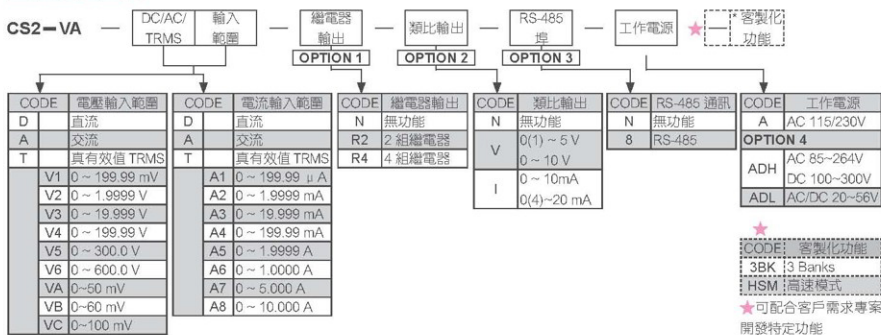 CS2-VA — DC/AC/TRMS 輸入範圍 — 繼電器輸出 — 類比輸出 — RS-485埠 — 工作電源 ★ * 客製化功能
OPTION 1 OPTION 2 OPTION 3
CODE 電壓輸入範圍
D 直流
A 交流
T 真有效值 TRMS
V1 0 ~ 199.99 mV
V2 0 ~ 1.9999 V
V3 0 ~ 19.999 V
V4 0 ~ 199.99 V
V5 0 ~ 300.0 V
V6 0 ~ 600.0 V
VA 0~50 mV
VB 0~60 mV
VC 0~100 mV
CODE 電流輸入範圍
D 直流
A 交流
T 真有效值 TRMS
A1 0 ~ 199.99 μA
A2 0 ~ 1.9999 mA
A3 0 ~ 19.999 mA
A4 0 ~ 199.99 mA
A5 0 ~ 1.9999 A
A6 0 ~ 1.0000 A
A7 0 ~ 5.000 A
A8 0 ~ 10.000 A
CODE 繼電器輸出
N 無功能
R2 2 組繼電器
R4 4 組繼電器
CODE 類比輸出
N 無功能
V 0(1) ~ 5 V
0 ~ 10 V
I 0 ~ 10mA
0(4)~20 mA
CODE RS-485 通訊
N 無功能
8 RS-485
CODE 工作電源
A AC 115/230V
OPTION 4
ADH AC 85~264V
DC 100~300V
ADL AC/DC 20~56V
★
CODE 客製化功能
3BK 3 Banks
HSM 高速模式
★可配合客戶需求專案
開發特定功能